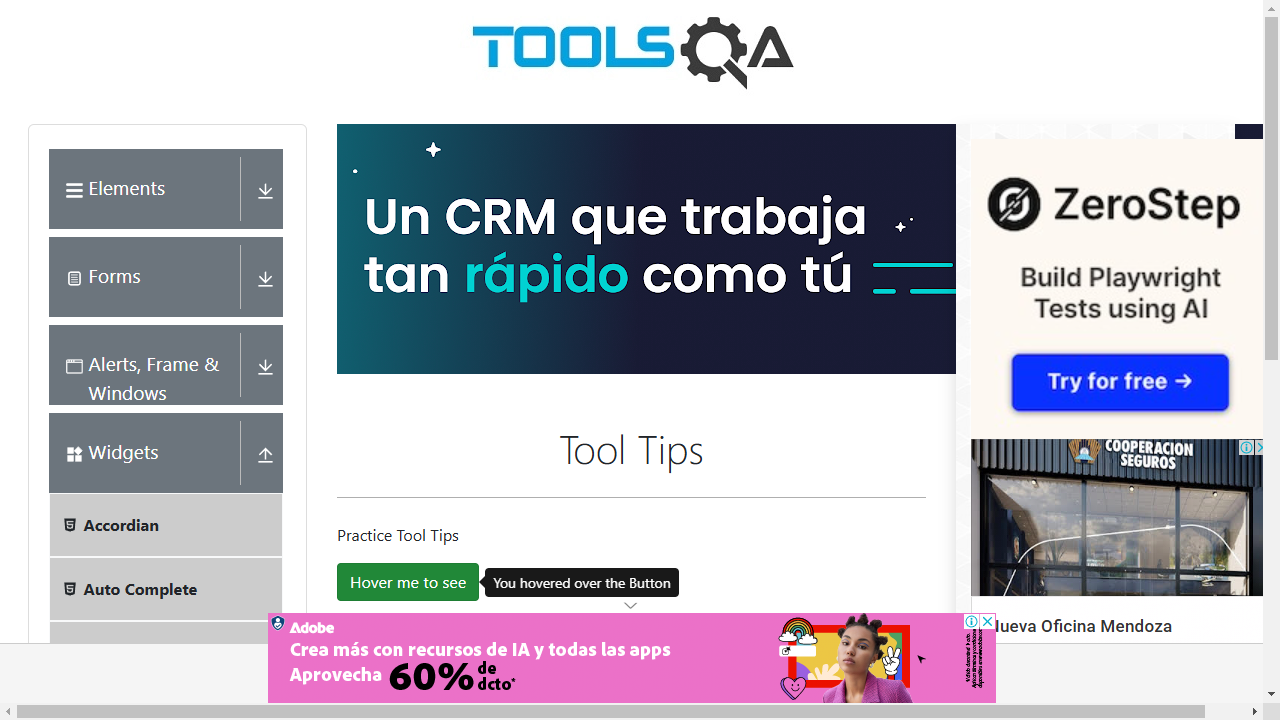 TOOLSQA
Elements
Forms
Alerts, Frame &
Windows
Widgets
Accordian
Auto Complete
Un CRM que trabaja
tan rápido como tú
Tool Tips
Practice Tool Tips
Hover me to see
You hovered over the Button
ZeroStep
Build Playwright
Tests using AI
Try for free →
COOPERACION
SEGUROS
Nueva Oficina Mendoza
Adobe
Crea más con recursos de IA y todas las apps
Aprovecha 60% de dcto*